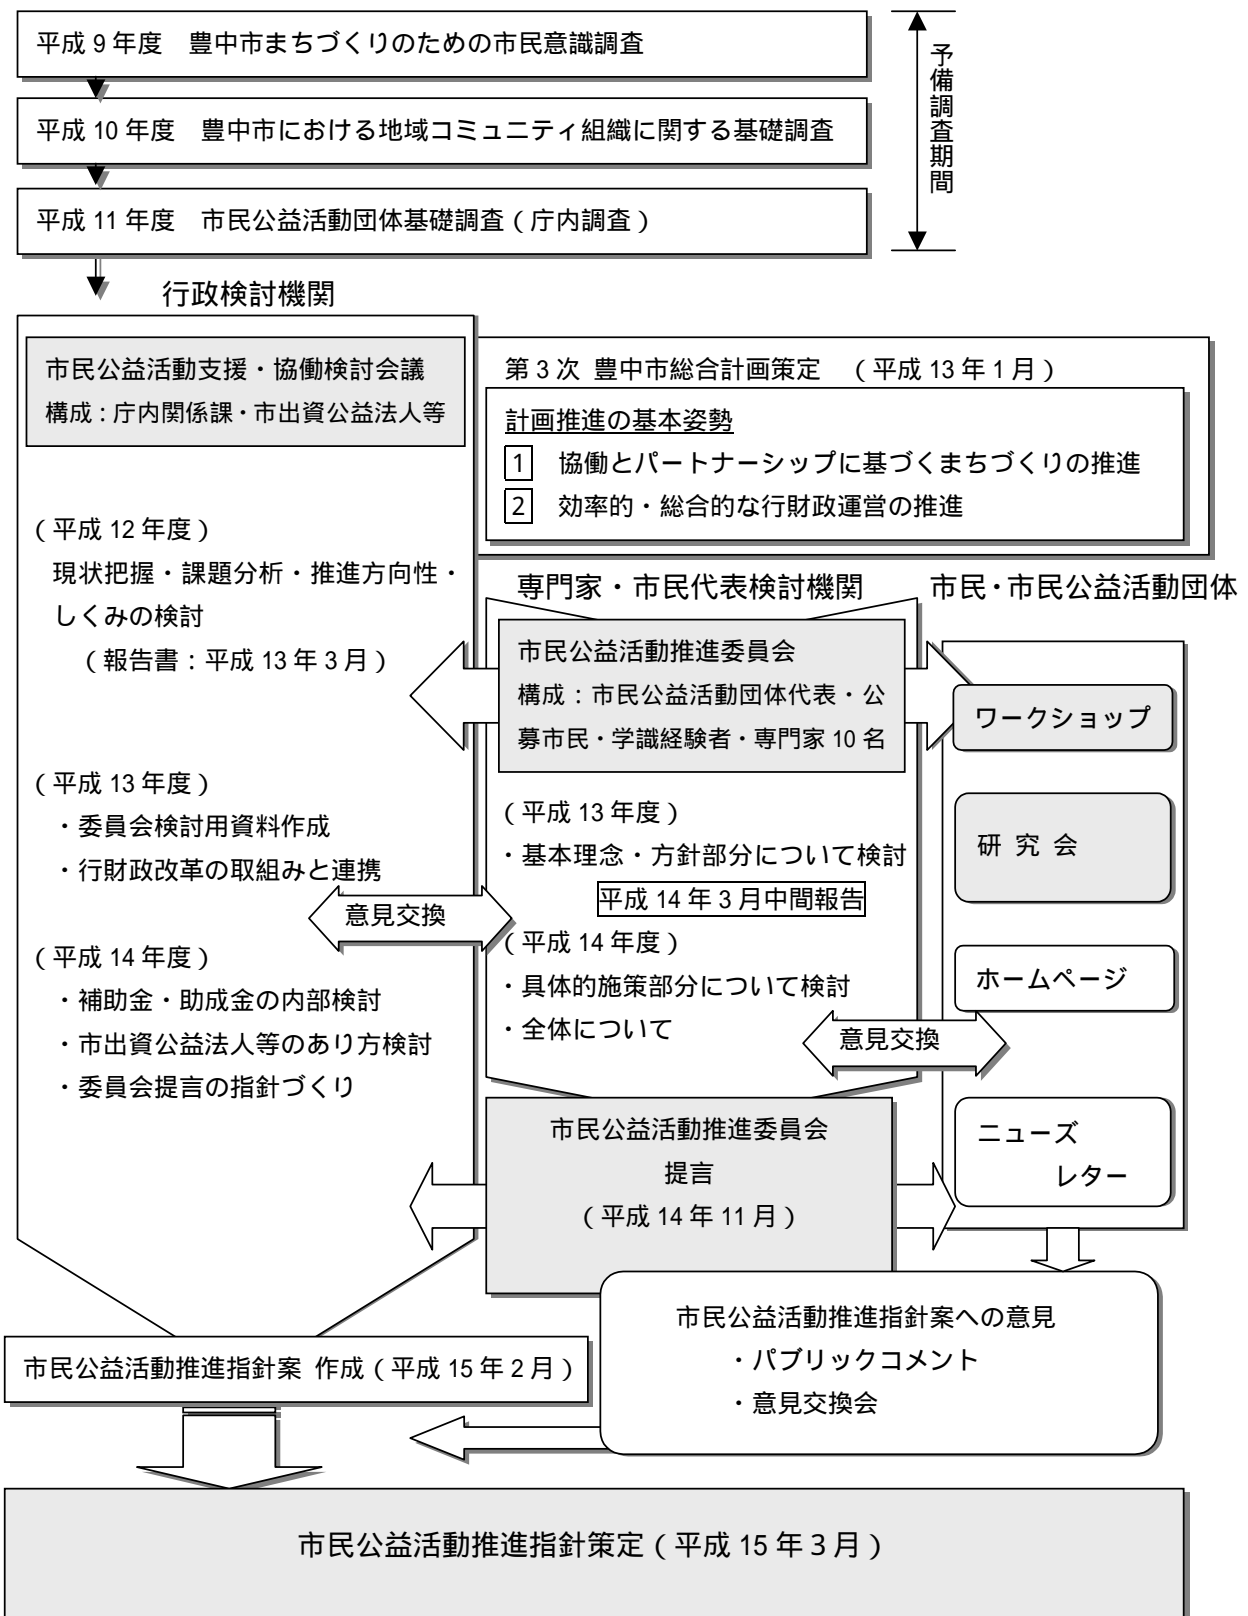 平成 9 年度　豊中市まちづくりのための市民意識調査
平成 10 年度　豊中市における地域コミュニティ組織に関する基礎調査
平成 11 年度　市民公益活動団体基礎調査（庁内調査）
予備調査期間
行政検討機関
市民公益活動支援・協働検討会議
構成：庁内関係課・市出資公益法人等
（平成 12 年度）
現状把握・課題分析・推進方向性・
しくみの検討
（報告書：平成 13 年 3 月）
（平成 13 年度）
・委員会検討用資料作成
・行財政改革の取組みと連携
意見交換
（平成 14 年度）
・補助金・助成金の内部検討
・市出資公益法人等のあり方検討
・委員会提言の指針づくり
第 3 次 豊中市総合計画策定　（平成 13 年 1 月）
計画推進の基本姿勢
1　協働とパートナーシップに基づくまちづくりの推進
2　効率的・総合的な行財政運営の推進
専門家・市民代表検討機関
市民公益活動推進委員会
構成：市民公益活動団体代表・公
募市民・学識経験者・専門家 10 名
（平成 13 年度）
・基本理念・方針部分について検討
平成 14 年 3 月中間報告
（平成 14 年度）
・具体的施策部分について検討
・全体について
意見交換
市民公益活動推進委員会
提言
（平成 14 年 11 月）
市民・市民公益活動団体
ワークショップ
研 究 会
ホームページ
ニューズ
レター
市民公益活動推進指針案への意見
・パブリックコメント
・意見交換会
市民公益活動推進指針案 作成（平成 15 年 2 月）
市民公益活動推進指針策定（平成 15 年 3 月）